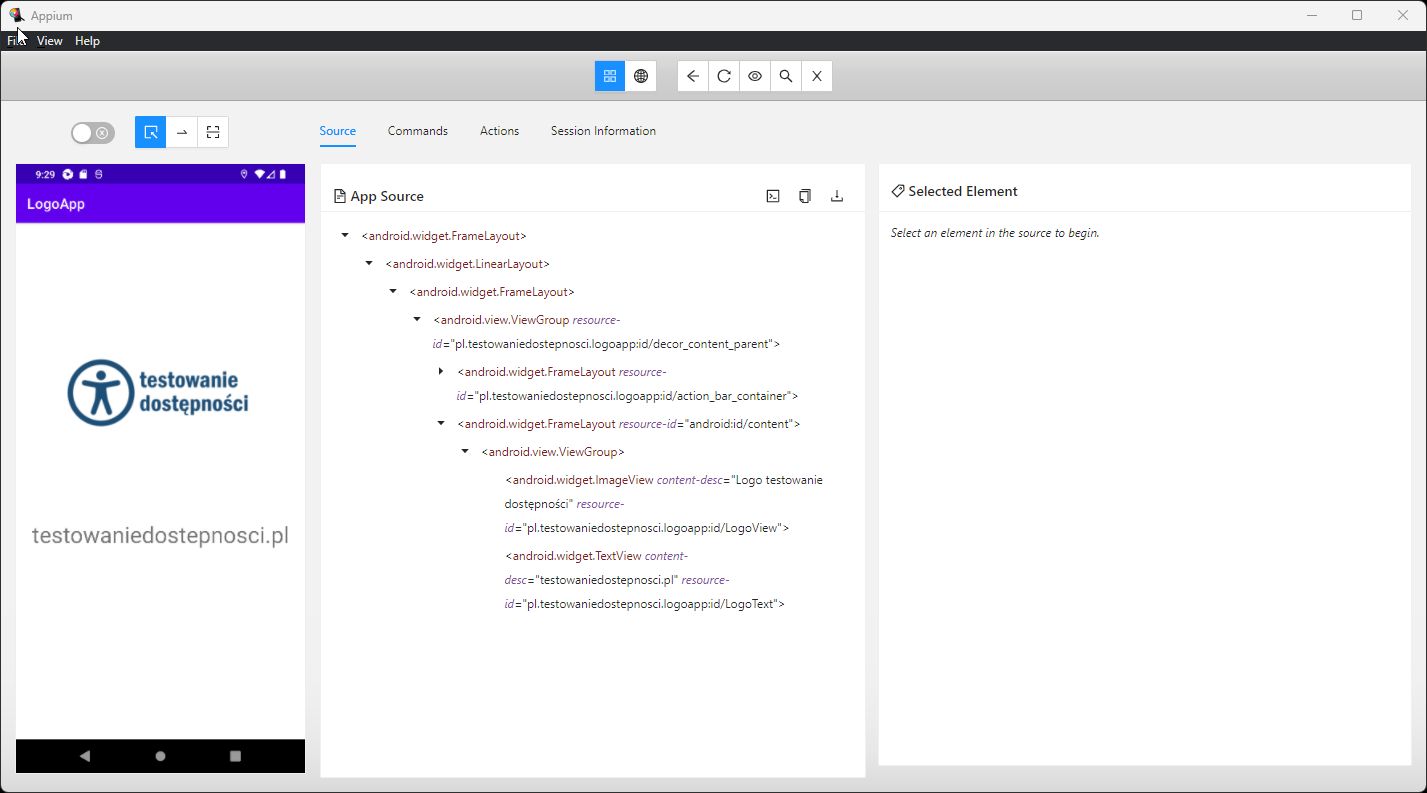 Appium
File View Help
Source Commands Actions Session Information
9:29
LogoApp
testowanie
dostępności
testowaniedostepnosci.pl
App Source
<android.widget.FrameLayout>
<android.widget.LinearLayout>
<android.widget.FrameLayout>
<android.view.ViewGroup resource-
id="pl.testowaniedostepnosci.logoapp:id/decor_content_parent">
<android.widget.FrameLayout resource-
id="pl.testowaniedostepnosci.logoapp:id/action_bar_container">
<android.widget.FrameLayout resource-id="android:id/content">
<android.view.ViewGroup>
<android.widget.ImageView content-desc="Logo testowanie
dostępności" resource-
id="pl.testowaniedostepnosci.logoapp:id/LogoView">
<android.widget.TextView content-
desc="testowaniedostepnosci.pl" resource-
id="pl.testowaniedostepnosci.logoapp:id/LogoText">
Selected Element
Select an element in the source to begin.